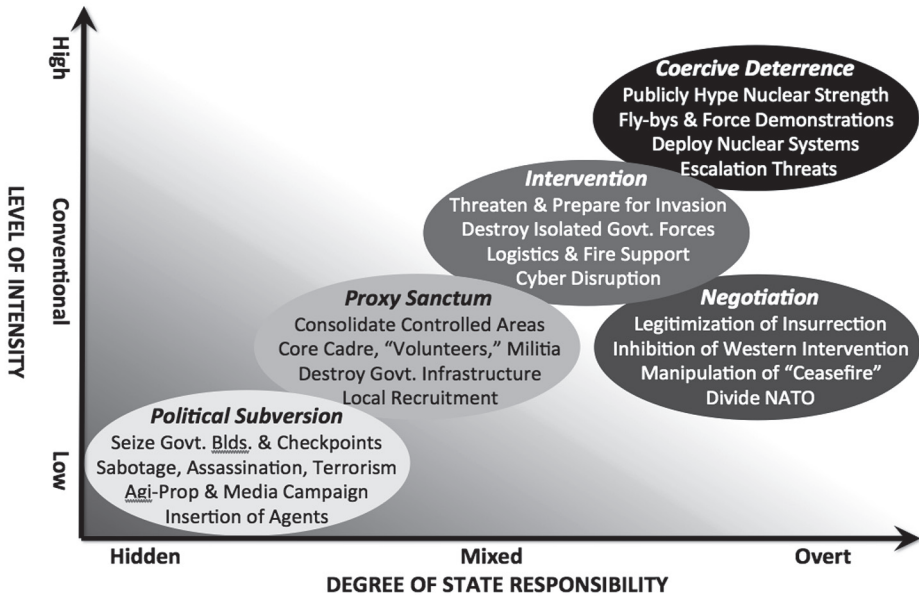 High
Conventional
Low
LEVEL OF INTENSITY
Coercive Deterrence
Publicly Hype Nuclear Strength
Fly-bys & Force Demonstrations
Deploy Nuclear Systems
Escalation Threats
Intervention
Threaten & Prepare for Invasion
Destroy Isolated Govt. Forces
Logistics & Fire Support
Cyber Disruption
Proxy Sanctum
Consolidate Controlled Areas
Core Cadre, “Volunteers,” Militia
Destroy Govt. Infrastructure
Local Recruitment
Negotiation
Legitimization of Insurrection
Inhibition of Western Intervention
Manipulation of “Ceasefire”
Divide NATO
Political Subversion
Seize Govt. Blds. & Checkpoints
Sabotage, Assassination, Terrorism
Agi-Prop & Media Campaign
Insertion of Agents
Hidden
Mixed
Overt
DEGREE OF STATE RESPONSIBILITY